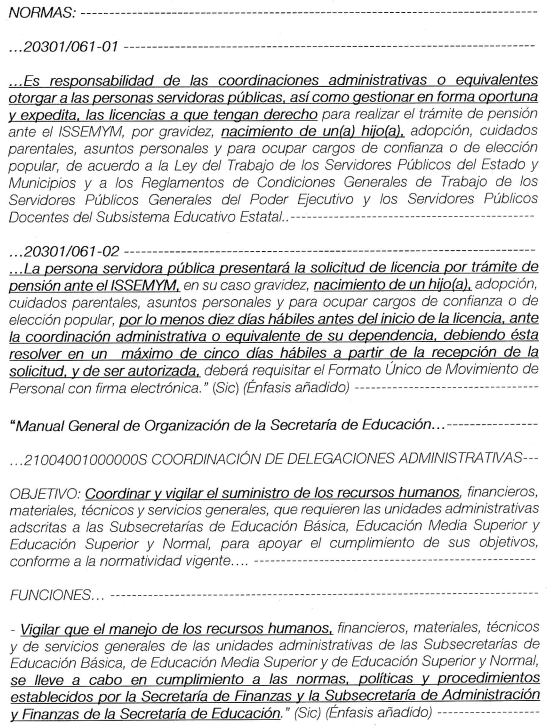 NORMAS: ------------------------------------------------------------------
...20301/061-01 ------------------------------------------------------------
...Es responsabilidad de las coordinaciones administrativas o equivalentes
otorgar a las personas servidoras públicas, así como gestionar en forma oportuna
y expedita, las licencias a que tengan derecho para realizar el trámite de pensión
ante el ISSEMYM, por gravidez, nacimiento de un(a) hijo(a), adopción, cuidados
parentales, asuntos personales y para ocupar cargos de confianza o de elección
popular, de acuerdo a la Ley del Trabajo de los Servidores Públicos del Estado y
Municipios y a los Reglamentos de Condiciones Generales de Trabajo de los
Servidores Públicos Generales del Poder Ejecutivo y los Servidores Públicos
Docentes del Subsistema Educativo Estatal..-----------------------------------
...20301/061-02 ------------------------------------------------------------
...La persona servidora pública presentará la solicitud de licencia por trámite de
pensión ante el ISSEMYM, en su caso gravidez, nacimiento de un hijo(a), adopción,
cuidados parentales, asuntos personales y para ocupar cargos de confianza o de
elección popular, por lo menos diez días hábiles antes del inicio de la licencia, ante
la coordinación administrativa o equivalente de su dependencia, debiendo ésta
resolver en un máximo de cinco días hábiles a partir de la recepción de la
solicitud, y de ser autorizada, deberá requisitar el Formato Único de Movimiento de
Personal con firma electrónica." (Sic) (Énfasis añadido) --------------------------
"Manual General de Organización de la Secretaría de Educación...-------------
...21004001000000S COORDINACIÓN DE DELEGACIONES ADMINISTRATIVAS---
OBJETIVO: Coordinar y vigilar el suministro de los recursos humanos, financieros,
materiales, técnicos y servicios generales, que requieren las unidades administrativas
adscritas a las Subsecretarías de Educación Básica, Educación Media Superior y
Educación Superior y Normal, para apoyar el cumplimiento de sus objetivos,
conforme a la normatividad vigente.... ----------------------------------------
FUNCIONES... --------------------------------------------------------------
- Vigilar que el manejo de los recursos humanos, financieros, materiales, técnicos
y de servicios generales de las unidades administrativas de las Subsecretarías de
Educación Básica, de Educación Media Superior y de Educación Superior y Normal,
se lleve a cabo en cumplimiento a las normas, políticas y procedimientos
establecidos por la Secretaría de Finanzas y la Subsecretaría de Administración
y Finanzas de la Secretaría de Educación." (Sic) (Énfasis añadido) ---------------